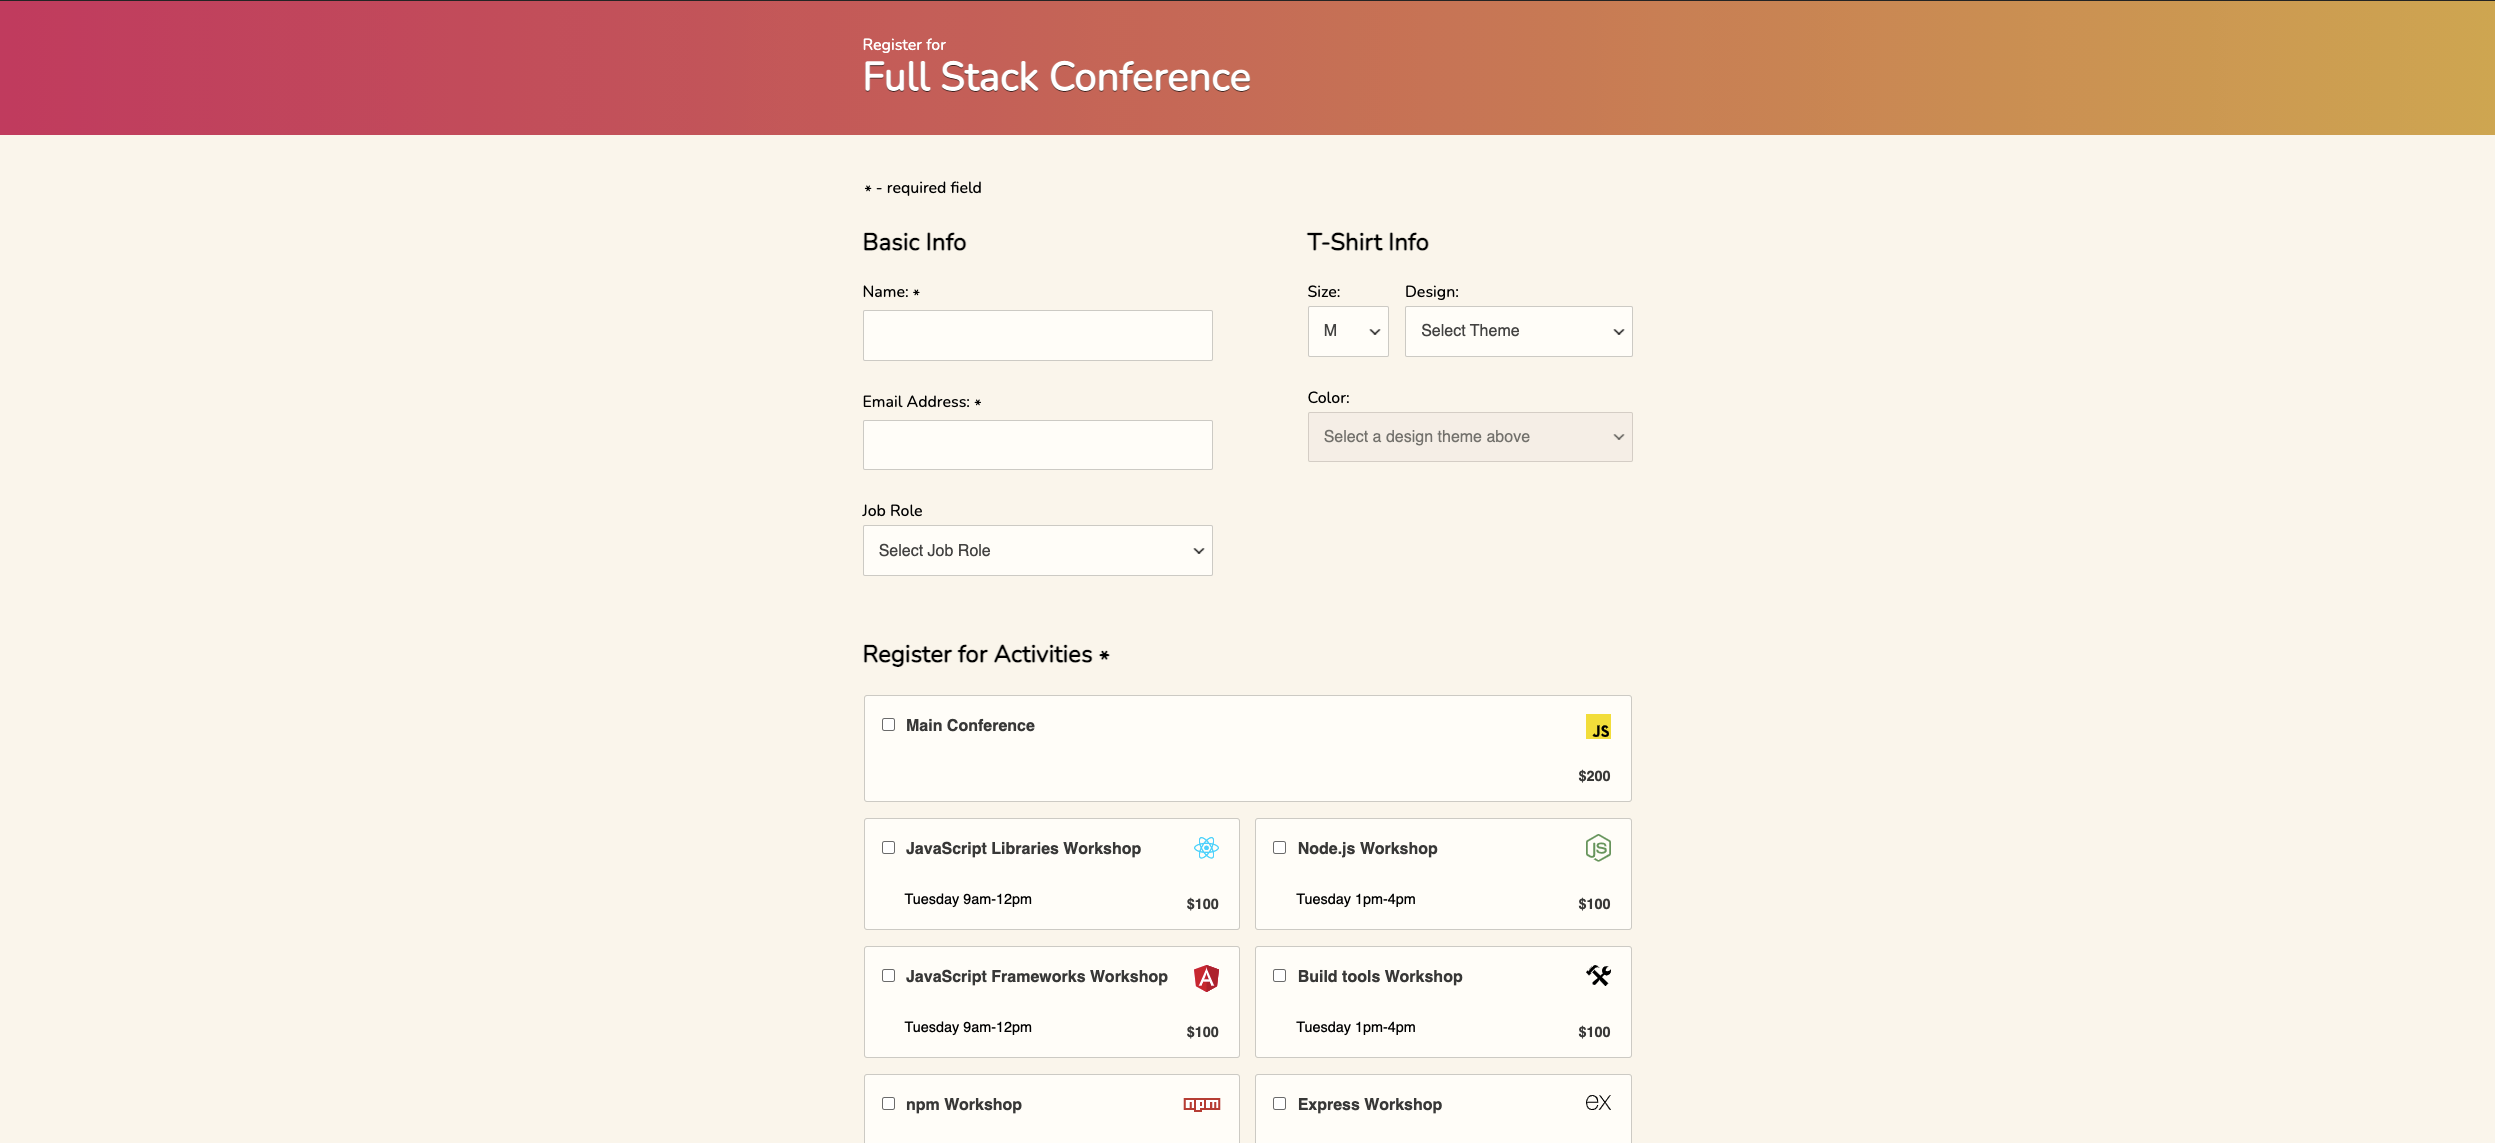 Register for
Full Stack Conference
* - required field
Basic Info
Name: *
Email Address: *
Job Role
Select Job Role
T-Shirt Info
Size:
M
Design:
Select Theme
Color:
Select a design theme above
Register for Activities *
Main Conference
JS
$200
JavaScript Libraries Workshop
Tuesday 9am-12pm
$100
Node.js Workshop
JS
Tuesday 1pm-4pm
$100
JavaScript Frameworks Workshop
A
Tuesday 9am-12pm
$100
Build tools Workshop
Tuesday 1pm-4pm
$100
npm Workshop
npm
Express Workshop
ex